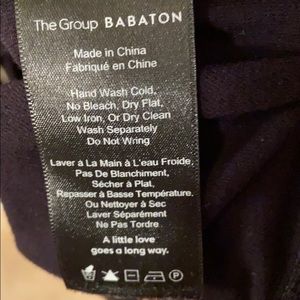 The Group BABATON
Made in China
Fabriqué en Chine
Hand Wash Cold,
No Bleach, Dry Flat,
Low Iron, Or Dry Clean
Wash Separately
Do Not Wring
Laver à La Main à L'eau Froide,
Pas De Blanchiment,
Sécher à Plat,
Repasser à Basse Température.
Ou Nettoyer à Sec
Laver Séparément
Ne Pas Tordre
A little love
goes a long way.
P